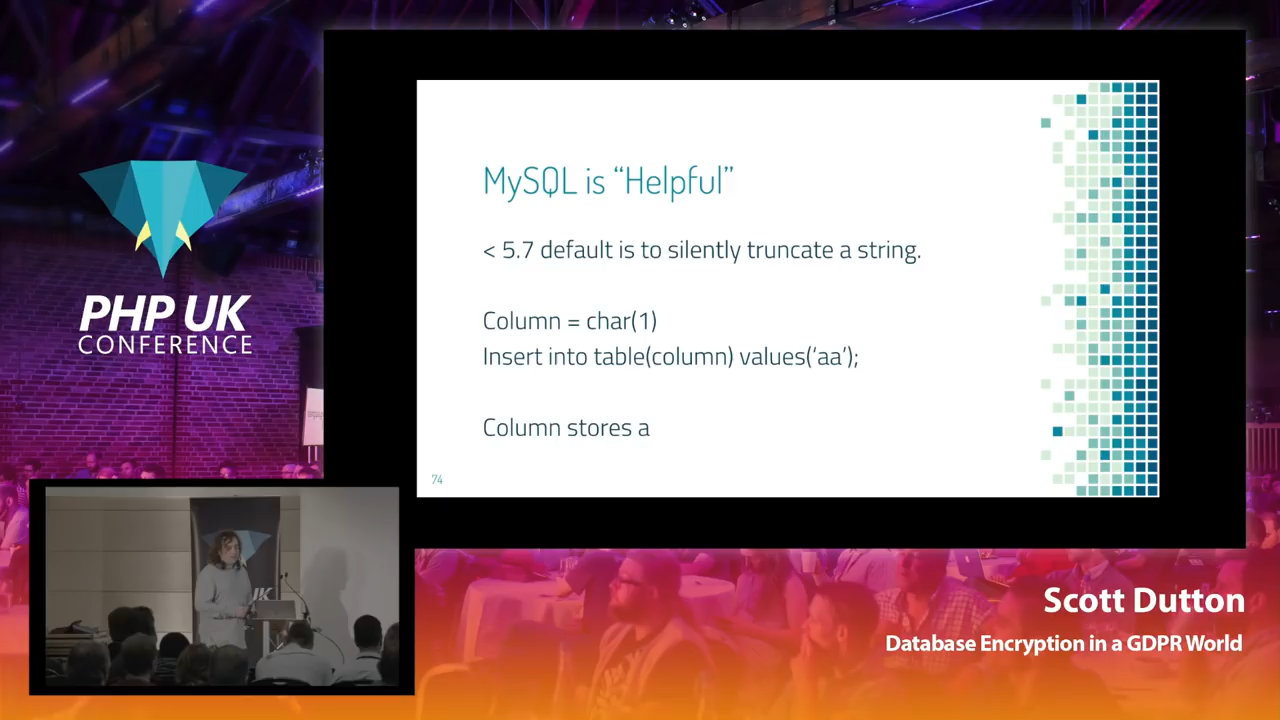 PHP UK
CONFERENCE
MySQL is “Helpful”
< 5.7 default is to silently truncate a string.
Column = char(1)
Insert into table(column) values(‘aa’);
Column stores a
74
UK
Scott Dutton
Database Encryption in a GDPR World